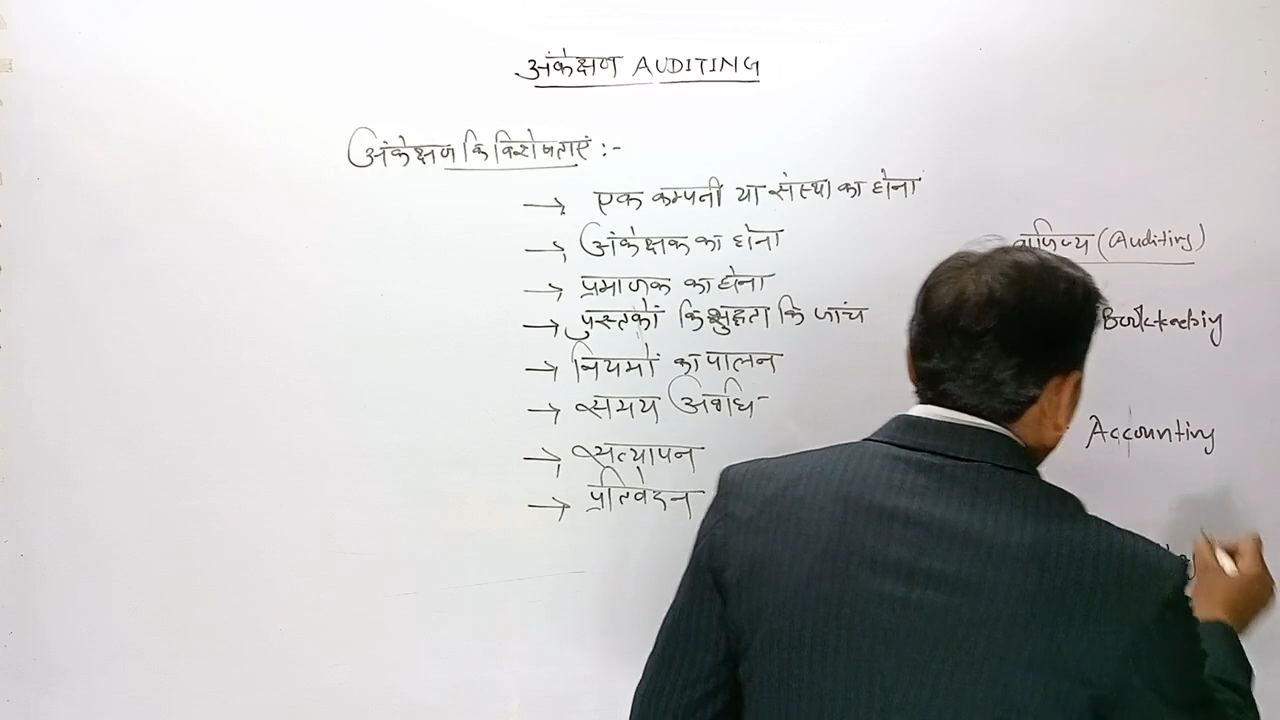 अंकेक्षण AUDITING
अंकेक्षण कि विशेषताएं :-
→ एक कम्पनी या संस्था का होना
→ अंकेक्षक का होना
→ प्रमाणक का होना
→ पुस्तकों कि शुद्धता कि जांच
→ नियमों का पालन
→ समय अवधि
→ सत्यापन
→ प्रतिवेदन
वाणिज्य (Auditing)
Accounting